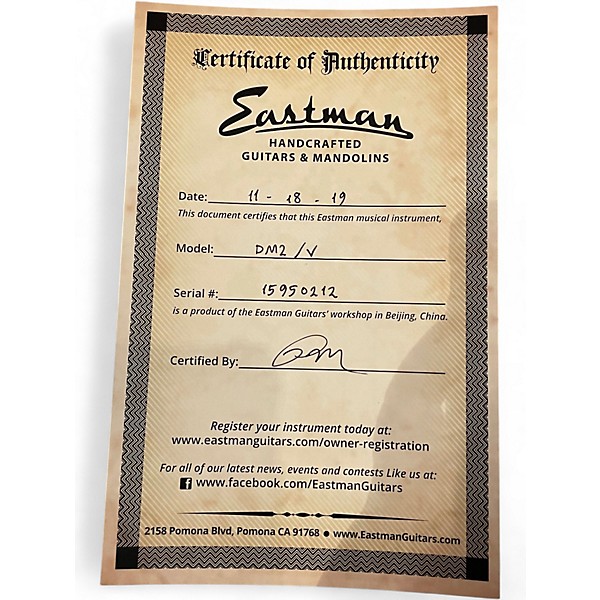 Certificate of Authenticity
Eastman
HANDCRAFTED
GUITARS & MANDOLINS
Date: 11 - 18 - 19
This document certifies that this Eastman musical instrument,
Model: DM2 / V
Serial #: 15950212
is a product of the Eastman Guitars' workshop in Beijing, China.
Certified By:
Register your instrument today at:
www.eastmanguitars.com/owner-registration
For all of our latest news, events and contests Like us at:
f www.facebook.com/EastmanGuitars
2158 Pomona Blvd, Pomona CA 91768 ● www.EastmanGuitars.com